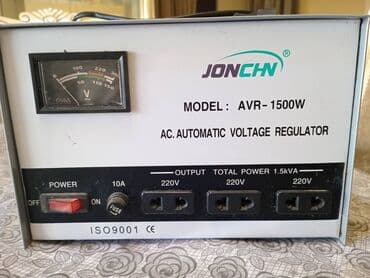 JONCHN®
MODEL: AVR-1500W
AC. AUTOMATIC VOLTAGE REGULATOR
V
OUTPUT TOTAL POWER 1.5kVA
POWER 10A 220V 220V 220V
OFF ON FUSE
ISO9001 CE